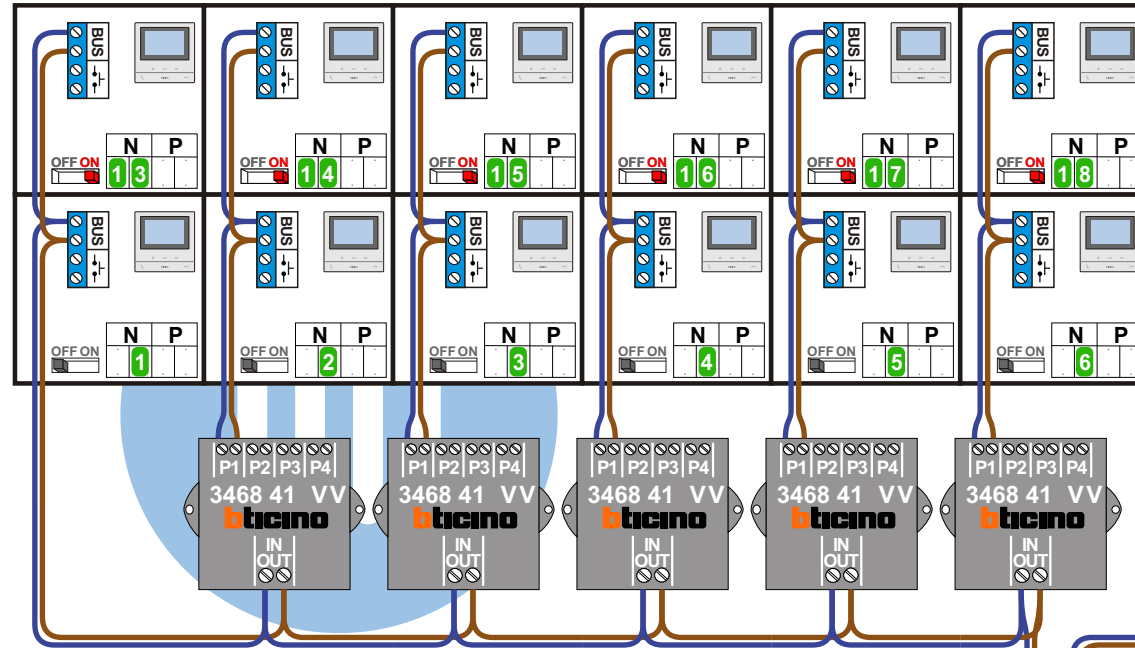 BUS BUS BUS BUS BUS BUS
N P N P N P N P N P N P
OFF ON 13 OFF ON 14 OFF ON 15 OFF ON 16 OFF ON 17 OFF ON 18
BUS BUS BUS BUS BUS BUS
N P N P N P N P N P N P
OFF ON 1 OFF ON 2 OFF ON 3 OFF ON 4 OFF ON 5 OFF ON 6
P1 P2 P3 P4 P1 P2 P3 P4 P1 P2 P3 P4 P1 P2 P3 P4 P1 P2 P3 P4
3468 41 VV 3468 41 VV 3468 41 VV 3468 41 VV 3468 41 VV
bticino bticino bticino bticino bticino
IN IN IN IN IN
OUT OUT OUT OUT OUT